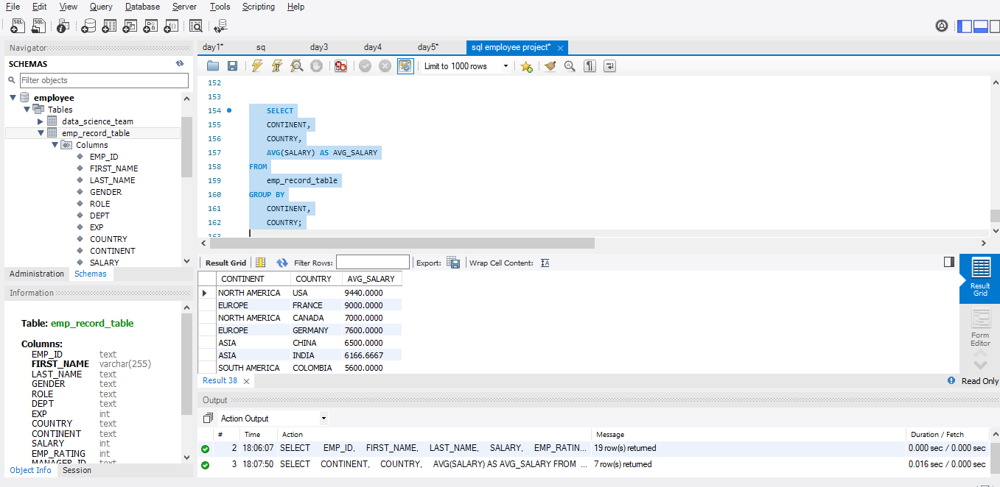 File Edit View Query Database Server Tools Scripting Help
Navigator
SCHEMAS
Filter objects
employee
Tables
data_science_team
emp_record_table
Columns
EMP_ID
FIRST_NAME
LAST_NAME
GENDER
ROLE
DEPT
EXP
COUNTRY
CONTINENT
SALARY
Administration Schemas
Information
Table: emp_record_table
Columns:
EMP_ID text
FIRST_NAME varchar(255)
LAST_NAME text
GENDER text
ROLE text
DEPT text
EXP int
COUNTRY text
CONTINENT text
SALARY int
EMP_RATING int
MANAGER_ID text
Object Info Session
day1* sq day3 day4 day5* sql employee project*
Limit to 1000 rows
152
153
154 SELECT
155 CONTINENT,
156 COUNTRY,
157 AVG(SALARY) AS AVG_SALARY
158 FROM
159 emp_record_table
160 GROUP BY
161 CONTINENT,
162 COUNTRY;
163
Result Grid Filter Rows: Export: Wrap Cell Content:
CONTINENT COUNTRY AVG_SALARY
NORTH AMERICA USA 9440.0000
EUROPE FRANCE 9000.0000
NORTH AMERICA CANADA 7000.0000
EUROPE GERMANY 7600.0000
ASIA CHINA 6500.0000
ASIA INDIA 6166.6667
SOUTH AMERICA COLOMBIA 5600.0000
Result Grid
Form Editor
Result 38 Read Only
Output
Action Output
# Time Action Message Duration / Fetch
2 18:06:07 SELECT EMP_ID, FIRST_NAME, LAST_NAME, SALARY, EMP_RATIN... 19 row(s) returned 0.000 sec / 0.000 sec
3 18:07:50 SELECT CONTINENT, COUNTRY, AVG(SALARY) AS AVG_SALARY FROM ... 7 row(s) returned 0.016 sec / 0.000 sec